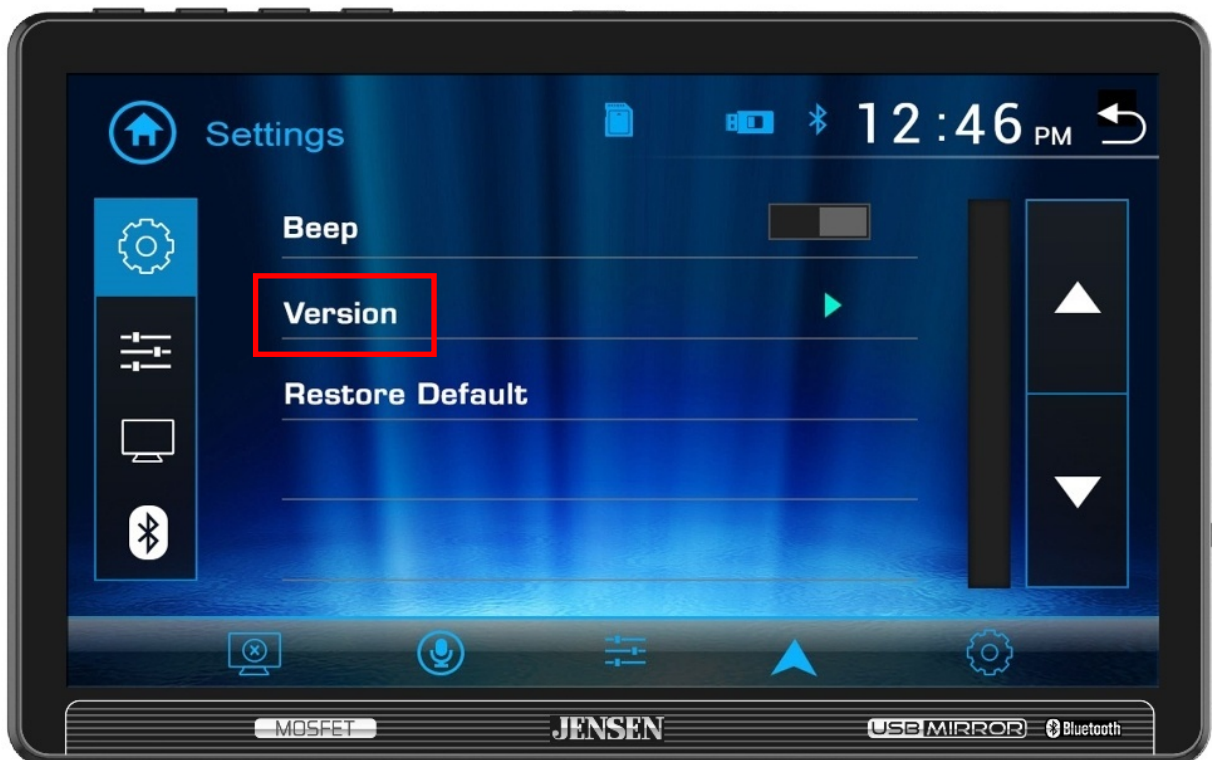 Settings
12:46 PM
Beep
Version
Restore Default
MOSFET JENSEN USB MIRROR Bluetooth